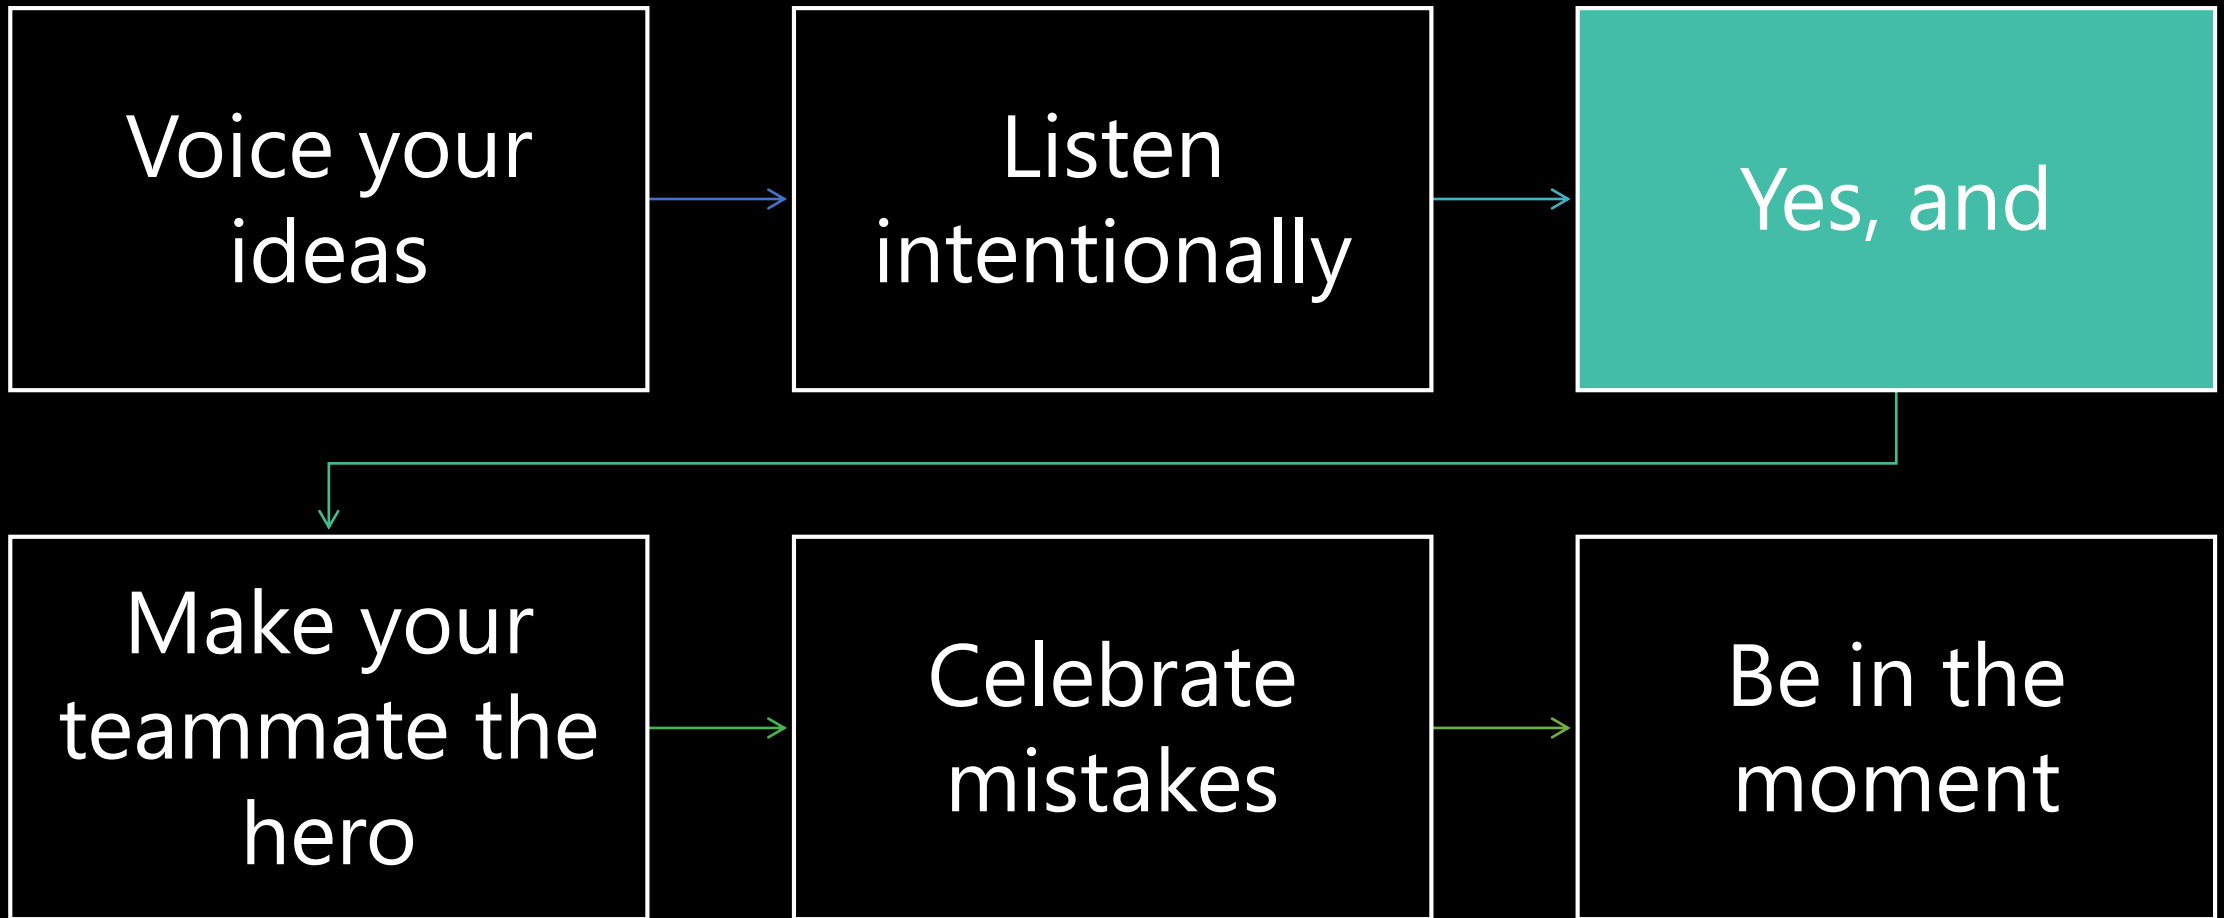 Voice your
ideas
Listen
intentionally
Yes, and
Make your
teammate the
hero
Celebrate
mistakes
Be in the
moment